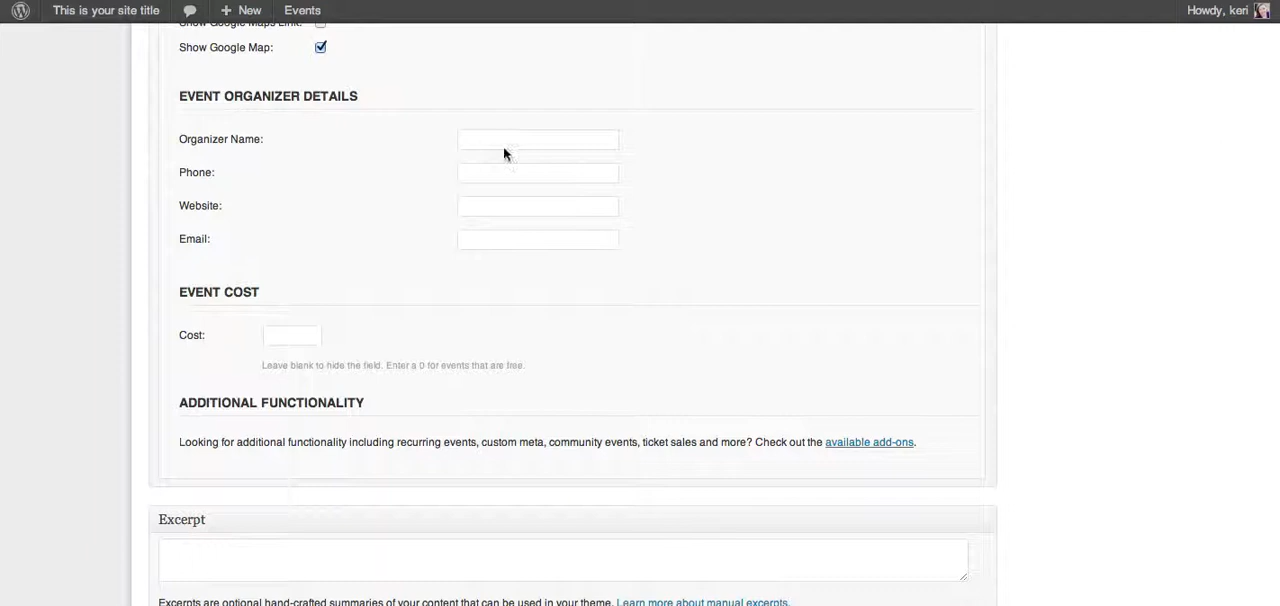 This is your site title
New
Events
Howdy, keri
Show Google Maps Link:
Show Google Map:
EVENT ORGANIZER DETAILS
Organizer Name:
Phone:
Website:
Email:
EVENT COST
Cost:
Leave blank to hide the field. Enter a 0 for events that are free.
ADDITIONAL FUNCTIONALITY
Looking for additional functionality including recurring events, custom meta, community events, ticket sales and more? Check out the available add-ons.
Excerpt
Excerpts are optional hand-crafted summaries of your content that can be used in your theme. Learn more about manual excerpts.